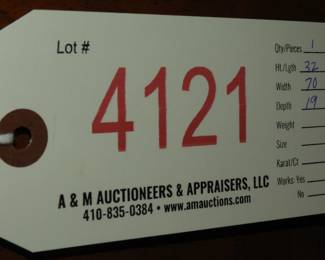 Lot #
4121
A & M AUCTIONEERS & APPRAISERS, LLC
410-835-0384 • www.amauctions.com
Qty/Pieces 1
Ht./Lgth 32
Width 70
Depth 19
Weight
Size
Karat/Ct
Works: Yes
No